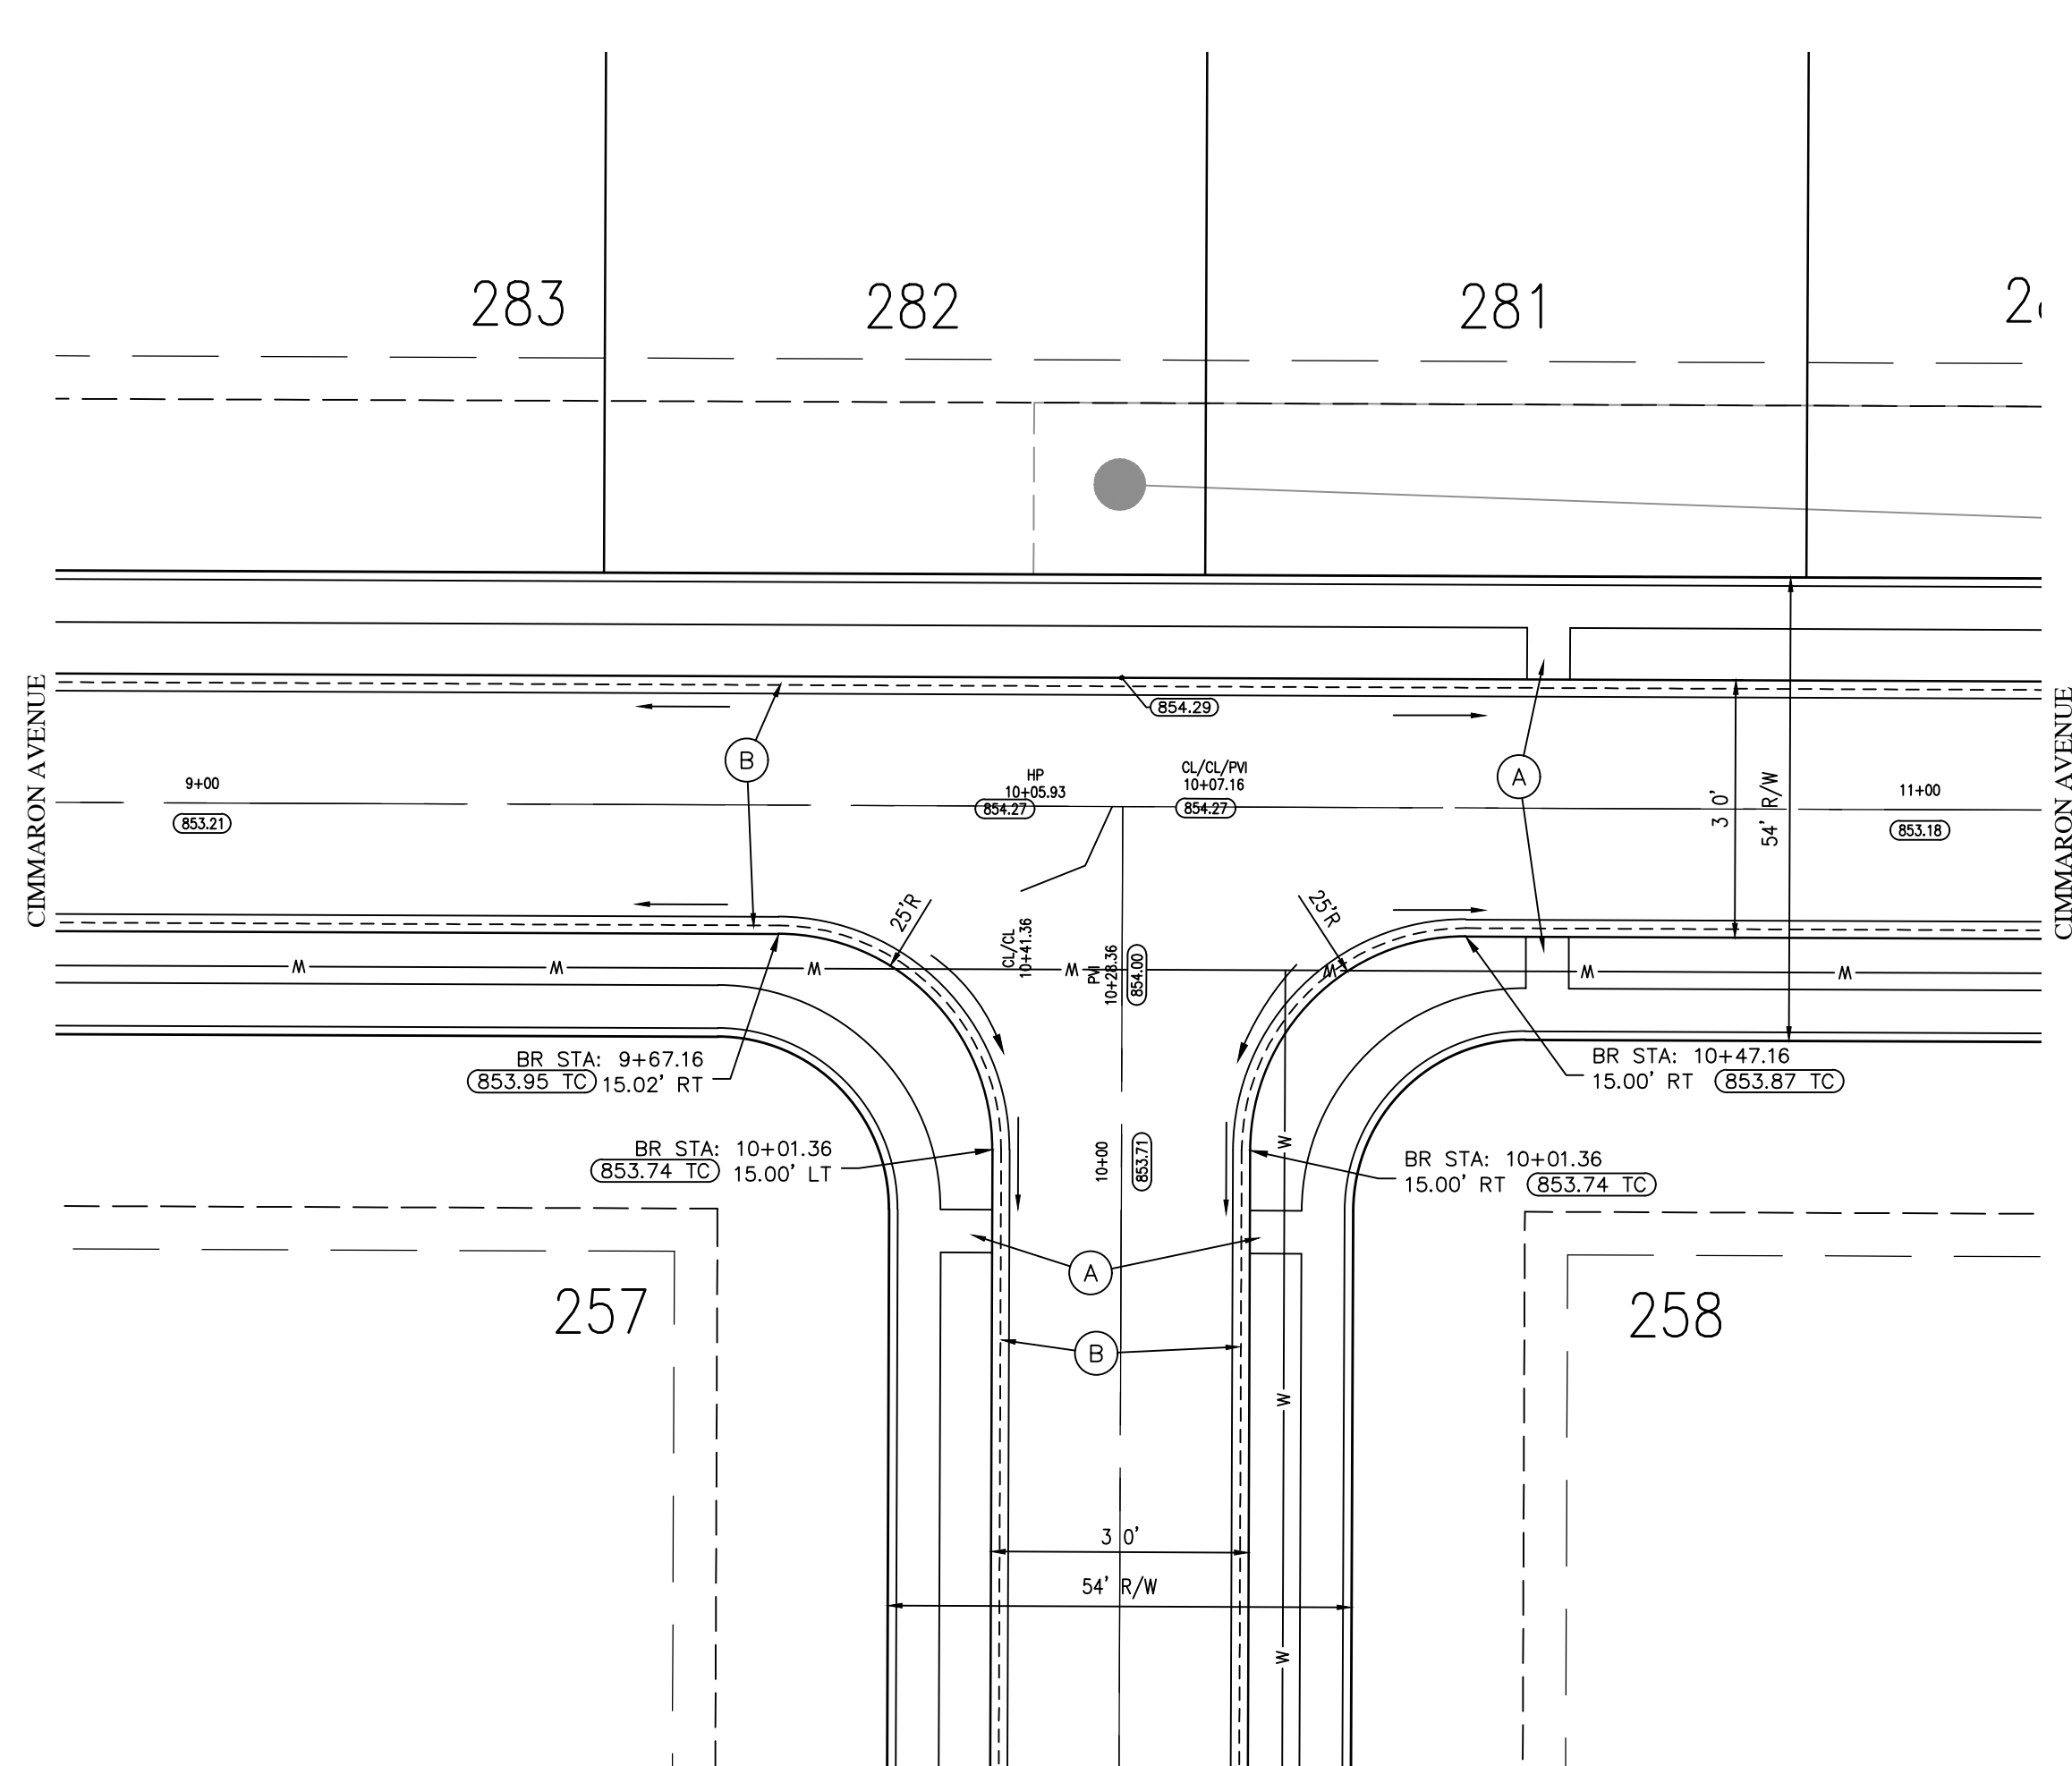 283
282
281
CIMMARON AVENUE
9+00
853.21
B
854.29
HP
10+05.93
854.27
CL/CL/PVI
10+07.16
854.27
A
3 0'
54' R/W
11+00
853.18
CIMMARON AVENUE
25'R
25'R
CL/CL
10+41.36
PVI
10+28.36
854.00
W
W
W
W
W
W
W
BR STA: 9+67.16
853.95 TC 15.02' RT
BR STA: 10+47.16
15.00' RT 853.87 TC
BR STA: 10+01.36
853.74 TC 15.00' LT
10+00
853.71
W
BR STA: 10+01.36
15.00' RT 853.74 TC
A
257
258
B
W
3 0'
54' R/W
W